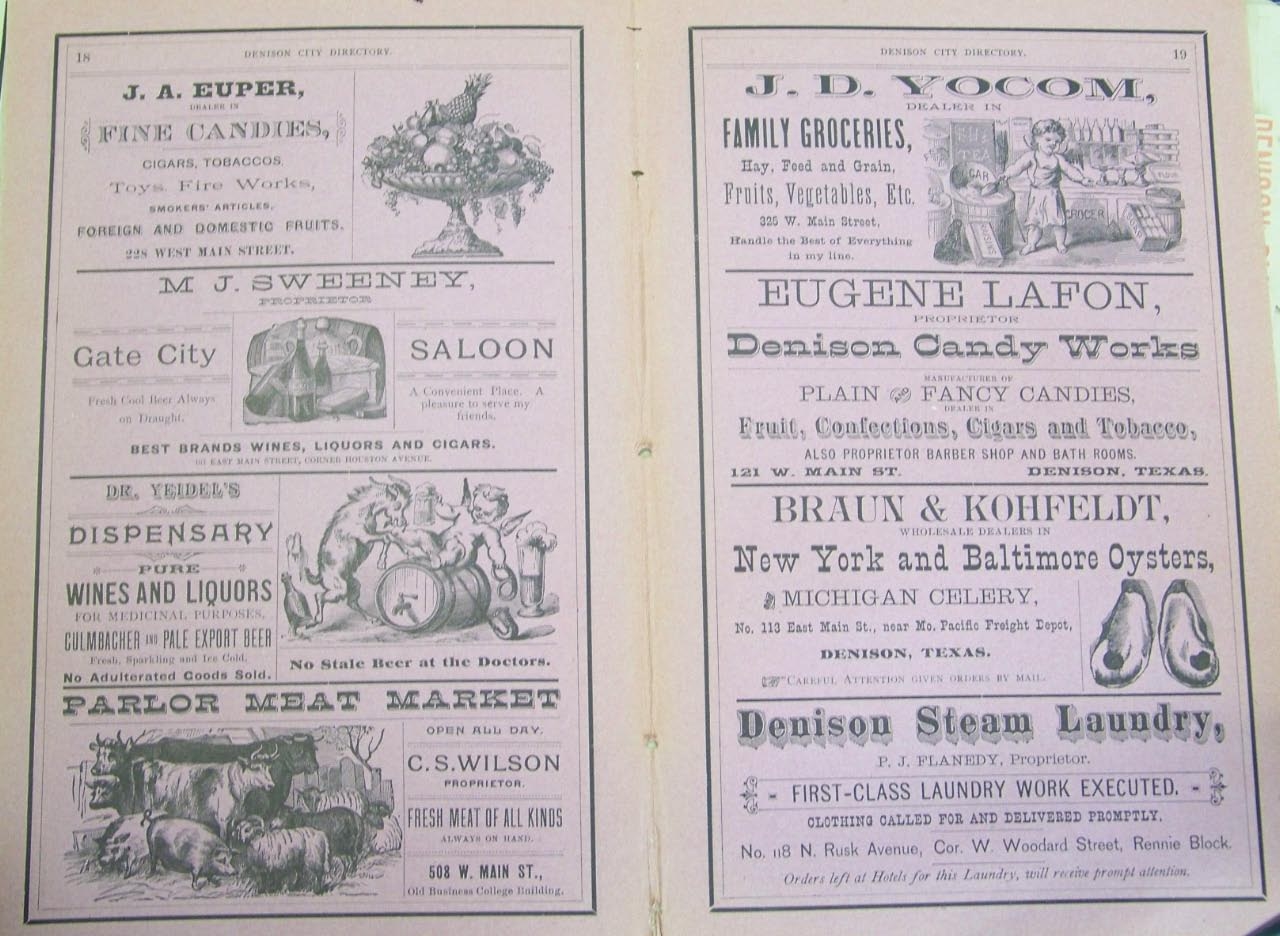 18
DENISON CITY DIRECTORY.
J. A. EUPER,
DEALER IN
FINE CANDIES,
CIGARS, TOBACCOS,
Toys, Fire Works,
SMOKERS' ARTICLES,
FOREIGN AND DOMESTIC FRUITS.
228 WEST MAIN STREET.
M J. SWEENEY,
PROPRIETOR
Gate City
SALOON
Fresh Cool Beer Always
on Draught.
A Convenient Place. A
pleasure to serve my
friends.
BEST BRANDS WINES, LIQUORS AND CIGARS.
EAST MAIN STREET, CORNER HOUSTON AVENUE.
DR. YEIDEL'S
DISPENSARY
PURE
WINES AND LIQUORS
FOR MEDICINAL PURPOSES,
CULMBACHER AND PALE EXPORT BEER
Fresh, Sparkling and Ice Cold.
No Adulterated Goods Sold.
No Stale Beer at the Doctors.
PARLOR MEAT MARKET
OPEN ALL DAY.
C. S. WILSON
PROPRIETOR.
FRESH MEAT OF ALL KINDS
ALWAYS ON HAND.
508 W. MAIN ST.,
Old Business College Building.
DENISON CITY DIRECTORY.
19
J. D. YOCOM,
DEALER IN
FAMILY GROCERIES,
Hay, Feed and Grain,
Fruits, Vegetables, Etc.
325 W. Main Street,
Handle the Best of Everything
in my line.
TEA
GAR
GROCER
RAISINS
FLOUR
EUGENE LAFON,
PROPRIETOR
Denison Candy Works
MANUFACTURER OF
PLAIN AND FANCY CANDIES,
DEALER IN
Fruit, Confections, Cigars and Tobacco,
ALSO PROPRIETOR BARBER SHOP AND BATH ROOMS.
121 W. MAIN ST. DENISON, TEXAS.
BRAUN & KOHFELDT,
WHOLESALE DEALERS IN
New York and Baltimore Oysters,
MICHIGAN CELERY,
No. 113 East Main St., near Mo. Pacific Freight Depot,
DENISON, TEXAS.
☞CAREFUL ATTENTION GIVEN ORDERS BY MAIL.
Denison Steam Laundry,
P. J. FLANEDY, Proprietor.
- FIRST-CLASS LAUNDRY WORK EXECUTED. -
CLOTHING CALLED FOR AND DELIVERED PROMPTLY.
No. 118 N. Rusk Avenue, Cor. W. Woodard Street, Rennie Block.
Orders left at Hotels for this Laundry, will receive prompt attention.